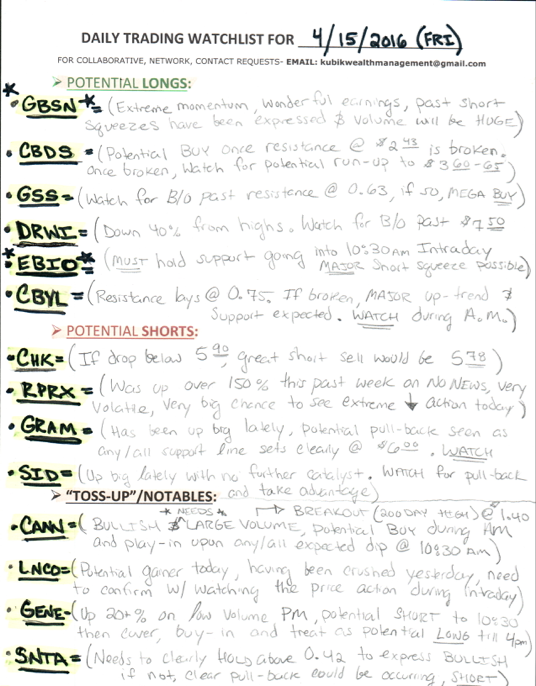 DAILY TRADING WATCHLIST FOR 4/15/2016 (FRI)
FOR COLLABORATIVE, NETWORK, CONTACT REQUESTS- EMAIL: kubikwealthmanagement@gmail.com
➢ POTENTIAL LONGS:
* • GBSN* = (Extreme momentum, wonderful earnings, past short
squeezes have been expressed & volume will be HUGE)
• CBDS = (Potential BUY once resistance @ $2.43 is broken.
once broken, watch for potential run-up to $3.60-65)
• GSS = (Watch for B/O past resistance @ 0.63, if so, MEGA BUY)
• DRWI = (Down 40% from highs. Watch for B/O Past $7.50
* • EBIO* = (MUST hold support going into 10:30AM Intraday
MAJOR short squeeze possible)
• CBYL = (Resistance lays @ 0.75. If broken, MAJOR up-trend &
support expected. WATCH during A.M.)
➢ POTENTIAL SHORTS:
• CHK = (If drop below 5.90, great short sell would be 5.78)
• RPRX = (Was up over 150% this past week on No NEWS, very
volatile, very big chance to see extreme ↓ action today)
• GRAM = (Has been up big lately, potential pull-back seen as
any/all support line sets clearly @ $6.00. WATCH
• SID = (Up big lately with no further catalyst. WATCH for pull-back
and take advantage)
➢ "TOSS-UP"/NOTABLES:
* NEEDS * → BREAKOUT (200 DAY HIGH) @ 1.40
• CANN = (BULLISH & LARGE VOLUME, potential Buy during AM
and play-in upon any/all expected dip @ 10:30 AM)
• LNCO = (Potential gainer today, having been crushed yesterday, need
to confirm w/ watching the price action during intraday)
• GENE - (Up 20+% on low volume PM, potential SHORT to 10:30
then cover, buy-in and treat as potential LONG till 4pm)
• SNTA = (Needs to clearly HOLD above 0.42 to express BULLISH
if not, clear pull-back could be occuring, SHORT)